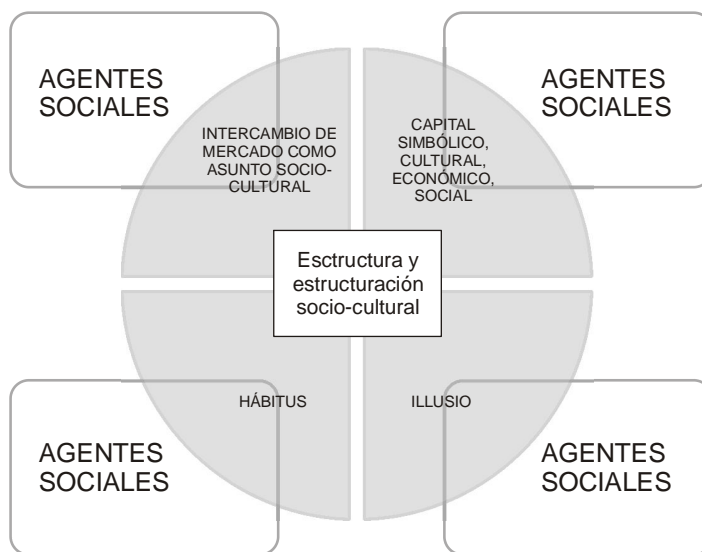 AGENTES
SOCIALES
AGENTES
SOCIALES
INTERCAMBIO DE
MERCADO COMO
ASUNTO SOCIO-
CULTURAL
CAPITAL
SIMBÓLICO,
CULTURAL,
ECONÓMICO,
SOCIAL
Esctructura y
estructuración
socio-cultural
HÁBITUS
ILLUSIO
AGENTES
SOCIALES
AGENTES
SOCIALES